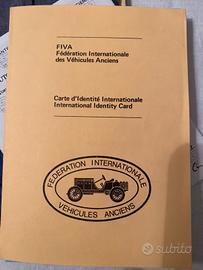 FIVA
Fédération Internationale
des Véhicules Anciens
Carte d'Identité Internationale
International Identity Card
FEDERATION INTERNATIONALE
VEHICULES ANCIENS
subito